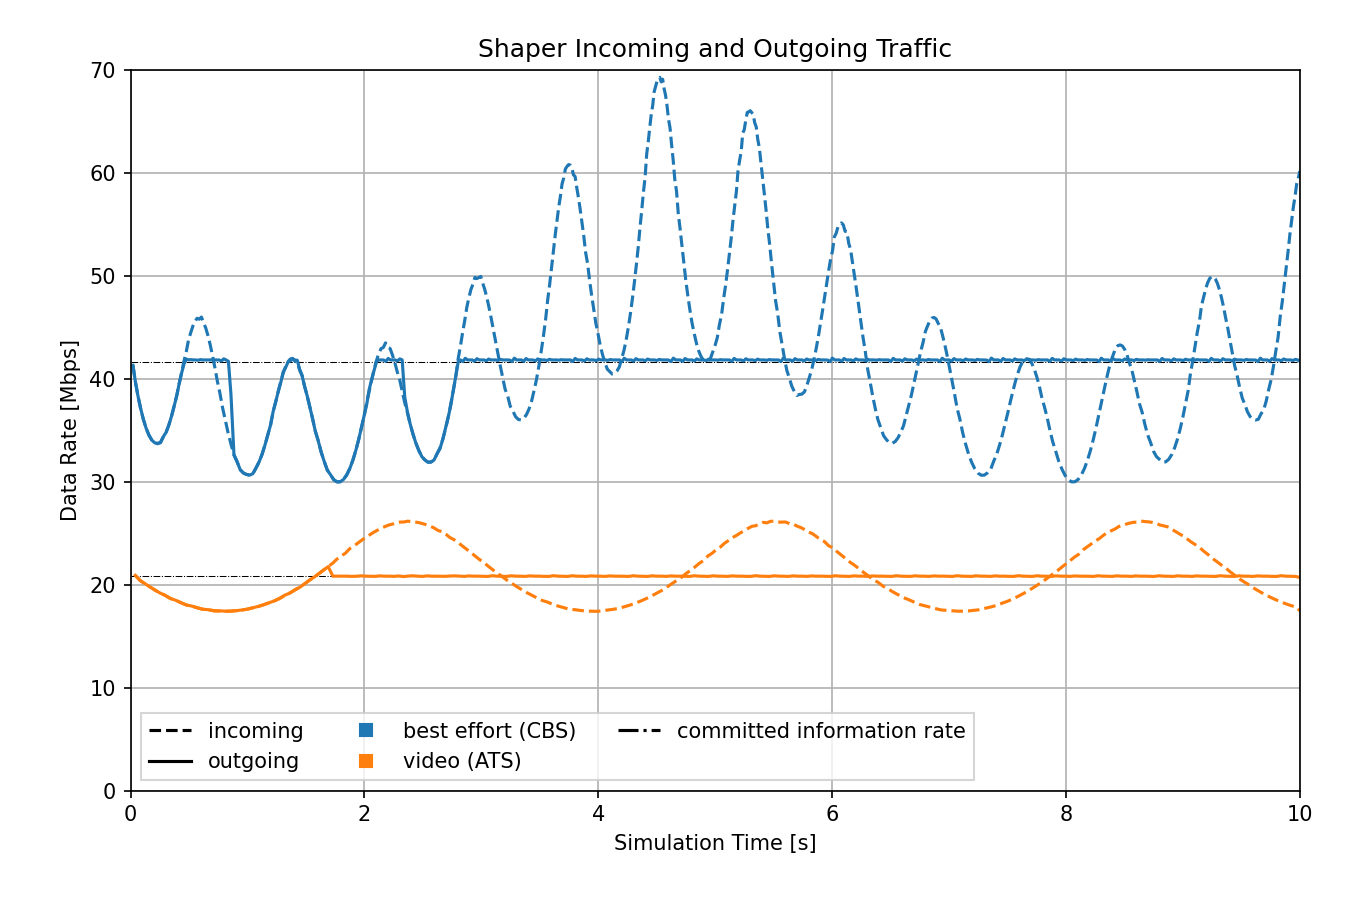 Shaper Incoming and Outgoing Traffic
Data Rate [Mbps]
70
60
50
40
30
20
10
0
incoming
outgoing
best effort (CBS)
video (ATS)
committed information rate
0 2 4 6 8 10
Simulation Time [s]